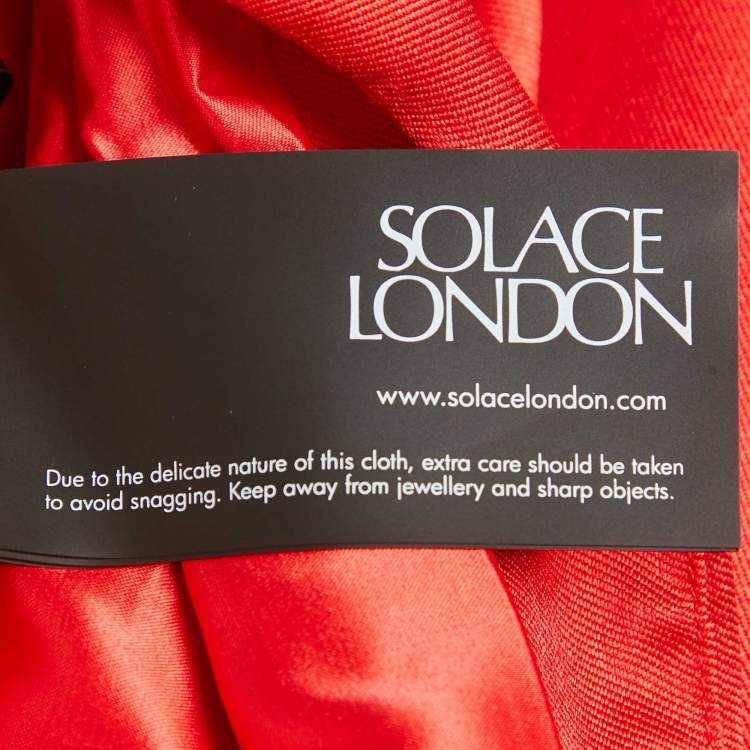 SOLACE
LONDON
www.solacelondon.com
Due to the delicate nature of this cloth, extra care should be taken
to avoid snagging. Keep away from jewellery and sharp objects.